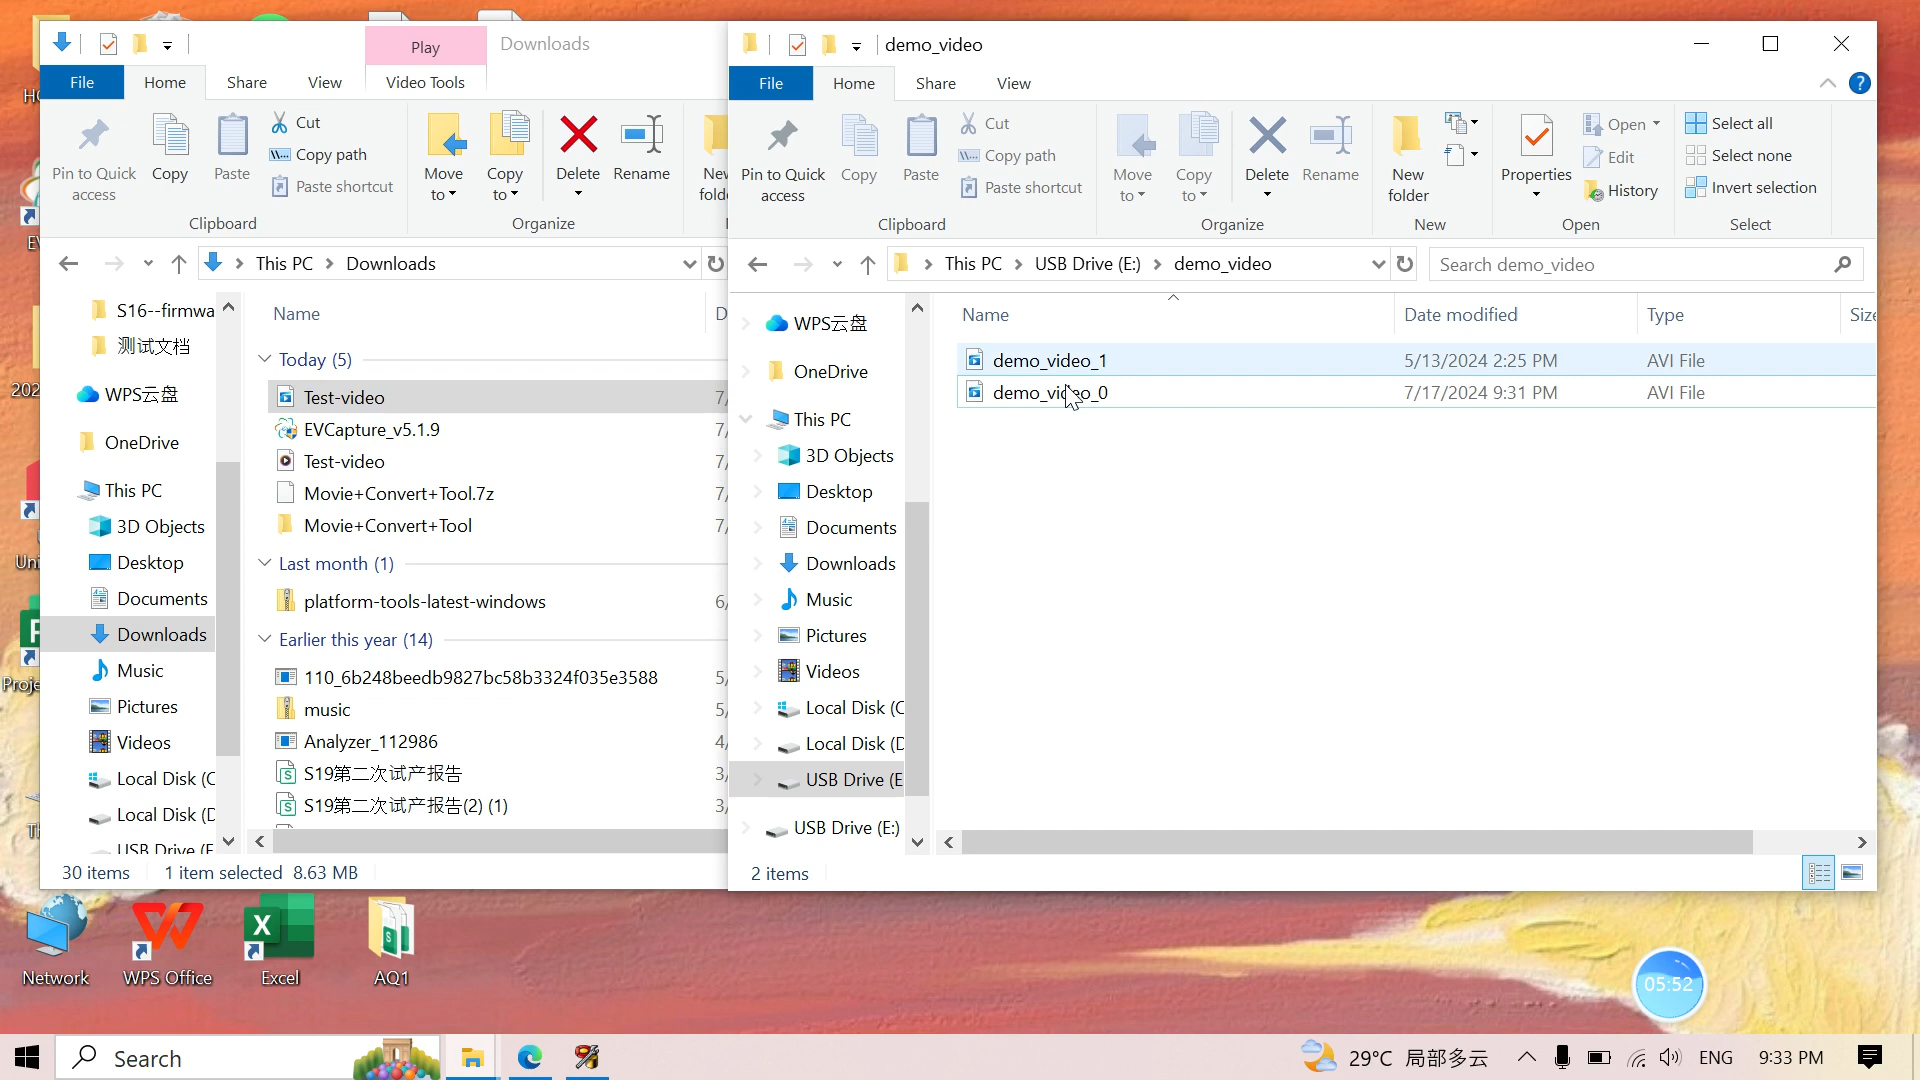 Play
Downloads
File
Home
Share
View
Video Tools
Pin to Quick access
Copy
Paste
Cut
Copy path
Paste shortcut
Clipboard
Move to
Copy to
Delete
Rename
Organize
New
This PC
Downloads
S16--firmwa
测试文档
WPS云盘
OneDrive
This PC
3D Objects
Desktop
Documents
Downloads
Music
Pictures
Videos
Local Disk (C
Local Disk (D
USB Drive (E
Name
Today (5)
Test-video
EVCapture_v5.1.9
Test-video
Movie+Convert+Tool.7z
Movie+Convert+Tool
Last month (1)
platform-tools-latest-windows
Earlier this year (14)
110_6b248beedb9827bc58b3324f035e3588
music
Analyzer_112986
S19第二次试产报告
S19第二次试产报告(2) (1)
30 items
1 item selected 8.63 MB
demo_video
File
Home
Share
View
Pin to Quick access
Copy
Paste
Cut
Copy path
Paste shortcut
Clipboard
Move to
Copy to
Delete
Rename
Organize
New folder
New
Properties
Open
Edit
History
Open
Select all
Select none
Invert selection
Select
This PC
USB Drive (E:)
demo_video
Search demo_video
WPS云盘
OneDrive
This PC
3D Objects
Desktop
Documents
Downloads
Music
Pictures
Videos
Local Disk (C
Local Disk (D
USB Drive (E
USB Drive (E:)
Name
Date modified
Type
Size
demo_video_1
5/13/2024 2:25 PM
AVI File
demo_video_0
7/17/2024 9:31 PM
AVI File
2 items
Network
WPS Office
Excel
AQ1
05:52
Search
29°C 局部多云
ENG
9:33 PM